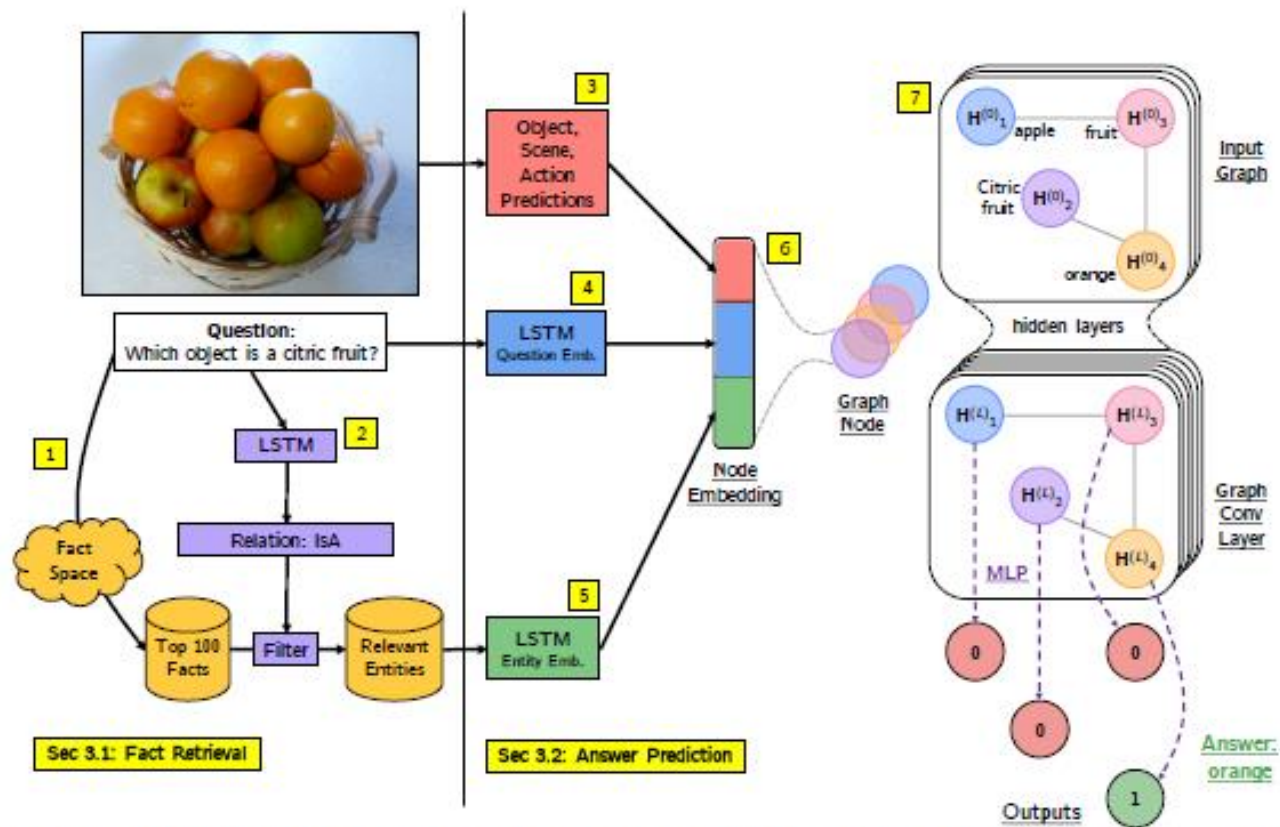 Question:
Which object is a citric fruit?
1
Fact
Space
2
LSTM
Relation: IsA
Top 100
Facts
Filter
Relevant
Entities
Sec 3.1: Fact Retrieval
3
Object,
Scene,
Action
Predictions
4
LSTM
Question Emb.
5
LSTM
Entity Emb.
Sec 3.2: Answer Prediction
6
Node
Embedding
Graph
Node
7
H(0)1
apple
fruit
H(0)3
Citric
fruit
H(0)2
orange
H(0)4
Input
Graph
hidden layers
H(L)1
H(L)3
H(L)2
H(L)4
Graph
Conv
Layer
MLP
0
0
0
1
Answer:
orange
Outputs